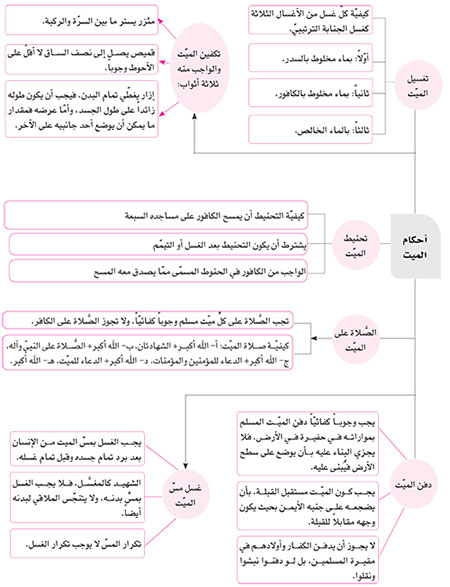 أحكام
الميت
تغسيل
الميّت
كيفيّة كلّ غسل من الأغسال الثلاثة
كغسل الجنابة الترتيبيّ.
أوّلاً: بماء مخلوط بالسدر.
ثانياً: بماء مخلوط بالكافور.
ثالثاً: بالماء الخالص.
تكفين الميّت
والواجب منه
ثلاثة أثواب:
مئزر يستر ما بين السرّة والركبة.
قميص يصل إلى نصف الساق لا أقلّ على
الأحوط وجوباً.
إزار يغطّي تمام البدن، فيجب أن يكون طوله
زائداً على طول الجسد. وأمّا عرضه فمقدار
ما يمكن أن يوضع أحد جانبيه على الآخر.
تحنيط
الميّت
كيفيّة التحنيط أن يمسح الكافور على مساجده السبعة
يشترط أن يكون التحنيط بعد الغسل أو التيمّم
الواجب من الكافور في الحنوط المسمّى ممّا يصدق معه المسح
الصَّلاة على
الميّت
تجب الصَّلاة على كلّ ميّت مسلم وجوباً كفائيّاً. ولا تجوز الصَّلاة على الكافر.
كيفيّة صلاة الميّت: أ- الله أكبر+ الشهادتان. ب- الله أكبر+ الصَّلاة على النبيّ وآله.
ج- الله أكبر+ الدعاء للمؤمنين والمؤمنات. د- الله أكبر+ الدعاء للميّت. هـ- الله أكبر.
دفن الميّت
يجب وجوباً كفائيّاً دفن الميّت المسلم
بمواراته في حفيرة في الأرض. فلا
يجزي البناء عليه بأن يوضع على سطح
الأرض فيُبنى عليه.
يجب كون الميّت مستقبل القبلة، بأن
يضجعه على جنبه الأيمن بحيث يكون
وجهه مقابلاً للقبلة.
لا يجوز أن يدفن الكفار وأولادهم في
مقبرة المسلمين، بل لو دفنوا نبشوا
ونقلوا.
غسل مسّ
الميّت
يجب الغسل بمسّ الميت من الإنسان
بعد برد تمام جسده وقبل تمام غسله.
الشهيد كالمغسَّل، فلا يجب الغسل
بمسّ بدنه، ولا يتنجّس الملاقي لبدنه
أيضاً.
تكرار المسّ لا يوجب تكرار الغسل.